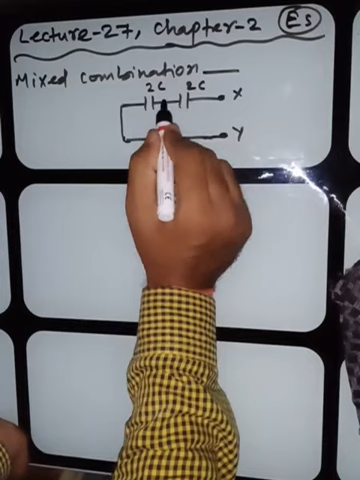 Lecture-27, Chapter-2 Es
Mixed combination
2C 2C
X
Y